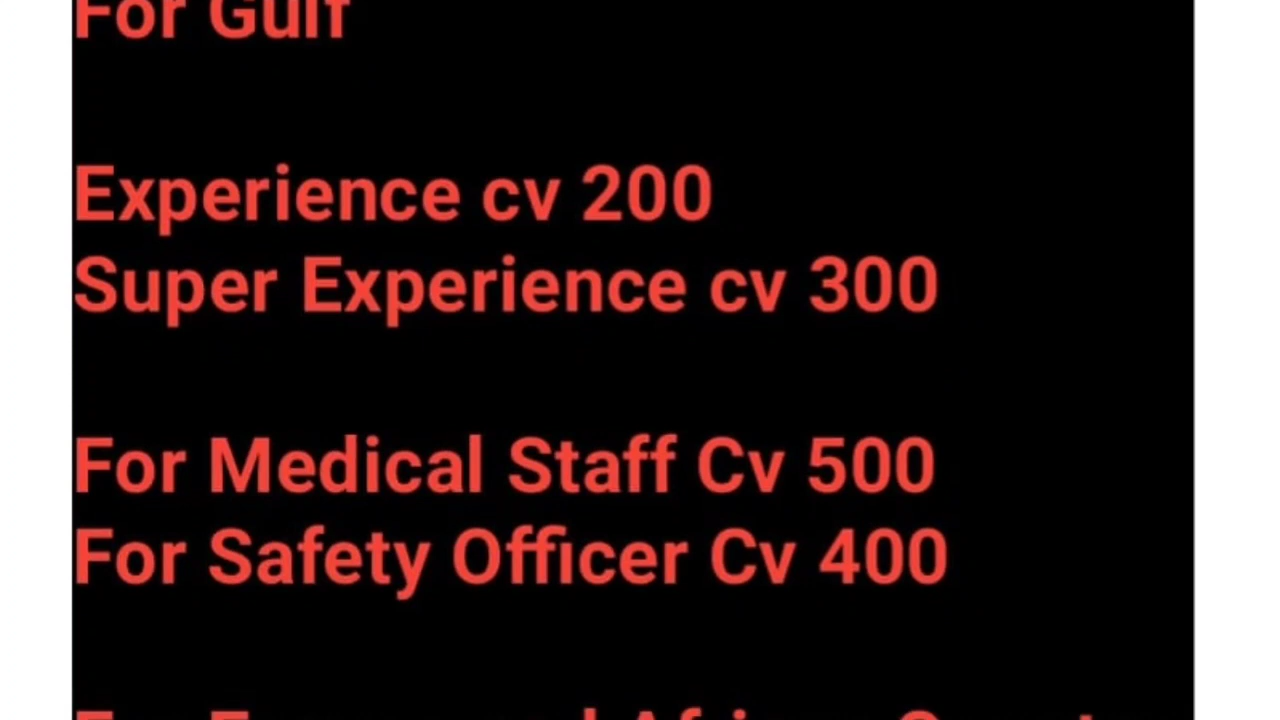 For Gulf
Experience cv 200
Super Experience cv 300
For Medical Staff Cv 500
For Safety Officer Cv 400
For